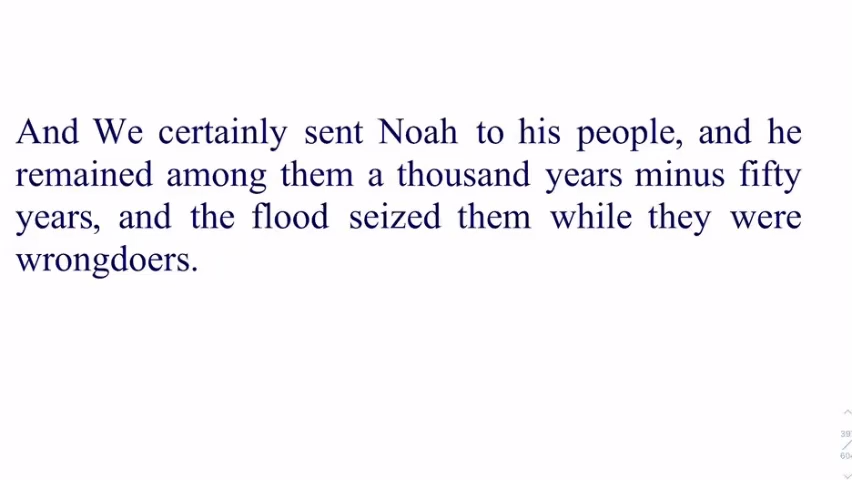 And We certainly sent Noah to his people, and he
remained among them a thousand years minus fifty
years, and the flood seized them while they were
wrongdoers.